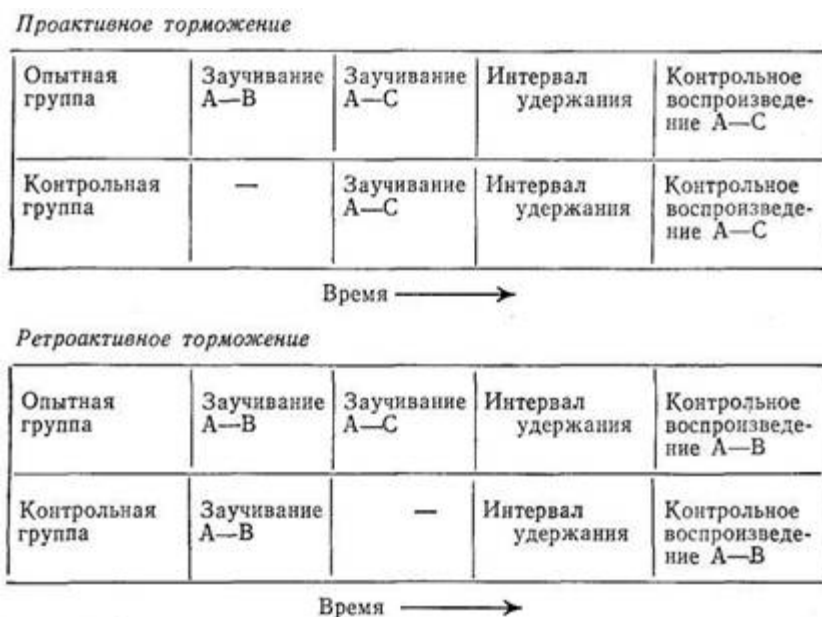 Проактивное торможение
Опытная Заучивание Заучивание Интервал Контрольное
группа А—В А—С удержания воспроизведе-
ние А—С
Контрольная — Заучивание Интервал Контрольное
группа А—С удержания воспроизведе-
ние А—С
Время
Ретроактивное торможение
Опытная Заучивание Заучивание Интервал Контрольное
группа А—В А—С удержания воспроизведе-
ние А—В
Контрольная Заучивание — Интервал Контрольное
группа А—В удержания воспроизведе-
ние А—В
Время